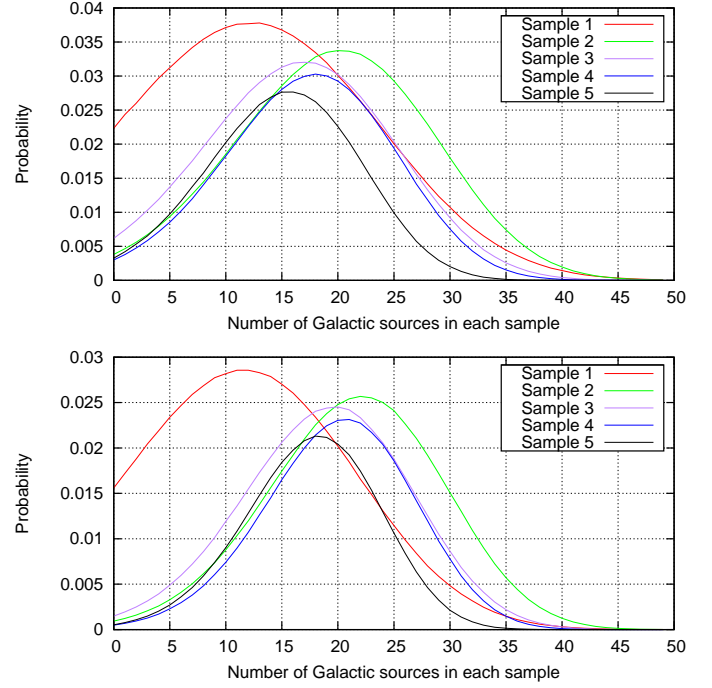 0.04
0.035
0.03
0.025
0.02
0.015
0.01
0.005
0
Probability
Sample 1
Sample 2
Sample 3
Sample 4
Sample 5
0 5 10 15 20 25 30 35 40 45 50
Number of Galactic sources in each sample
0.03
0.025
0.02
0.015
0.01
0.005
0
Probability
Sample 1
Sample 2
Sample 3
Sample 4
Sample 5
0 5 10 15 20 25 30 35 40 45 50
Number of Galactic sources in each sample